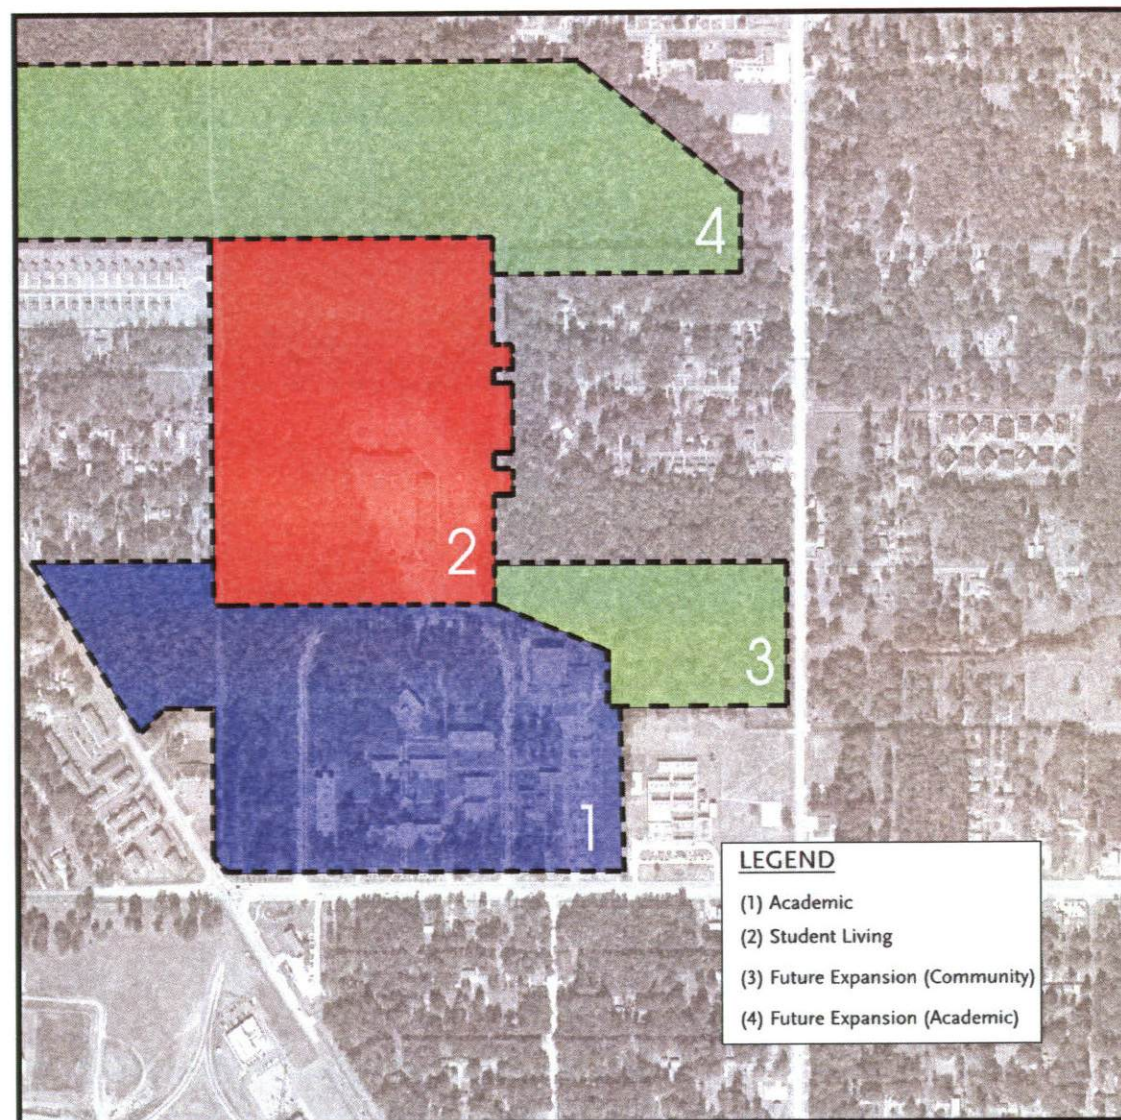 4
2
3
1
LEGEND
(1) Academic
(2) Student Living
(3) Future Expansion (Community)
(4) Future Expansion (Academic)